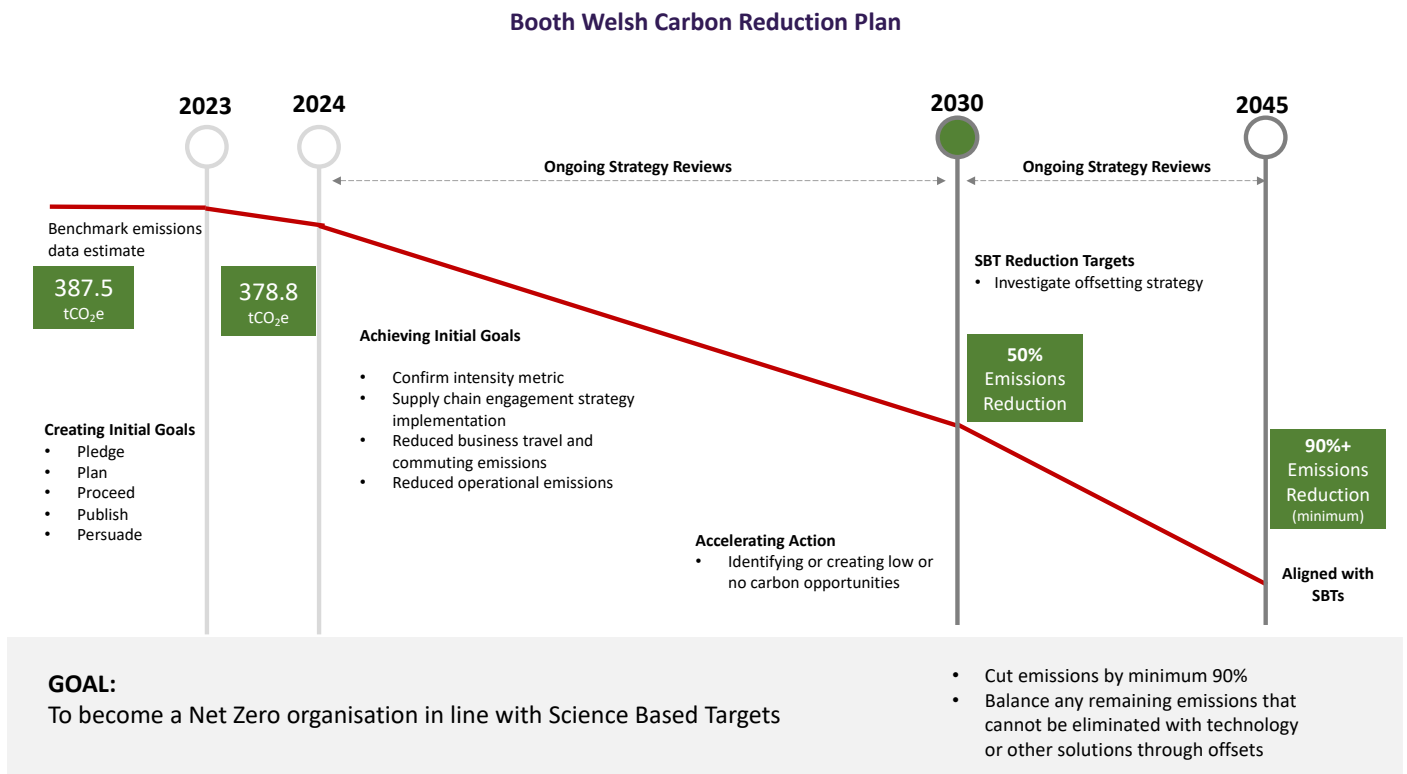 Booth Welsh Carbon Reduction Plan
2023
2024
2030
2045
Ongoing Strategy Reviews
Ongoing Strategy Reviews
Benchmark emissions
data estimate
387.5
tCO₂e
378.8
tCO₂e
Creating Initial Goals
• Pledge
• Plan
• Proceed
• Publish
• Persuade
Achieving Initial Goals
• Confirm intensity metric
• Supply chain engagement strategy
implementation
• Reduced business travel and
commuting emissions
• Reduced operational emissions
Accelerating Action
• Identifying or creating low or
no carbon opportunities
SBT Reduction Targets
• Investigate offsetting strategy
50%
Emissions
Reduction
90%+
Emissions
Reduction
(minimum)
Aligned with
SBTs
GOAL:
To become a Net Zero organisation in line with Science Based Targets
• Cut emissions by minimum 90%
• Balance any remaining emissions that
cannot be eliminated with technology
or other solutions through offsets